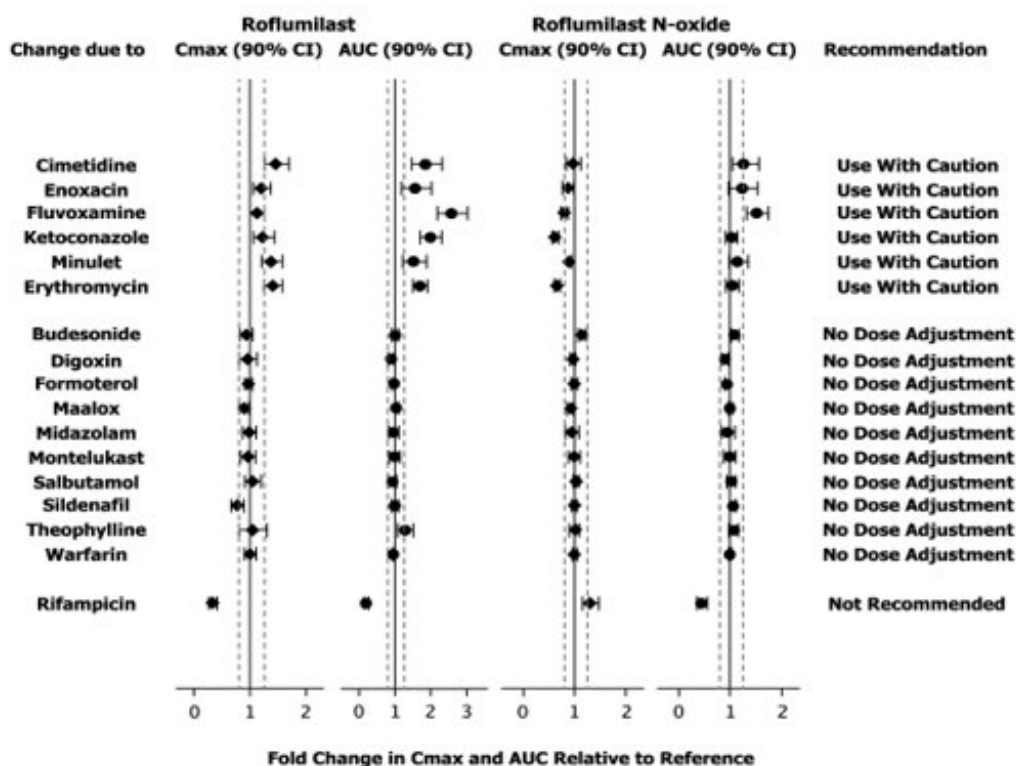 Roflumilast Roflumilast N-oxide
Change due to Cmax (90% CI) AUC (90% CI) Cmax (90% CI) AUC (90% CI) Recommendation
Cimetidine Use With Caution
Enoxacin Use With Caution
Fluvoxamine Use With Caution
Ketoconazole Use With Caution
Minulet Use With Caution
Erythromycin Use With Caution
Budesonide No Dose Adjustment
Digoxin No Dose Adjustment
Formoterol No Dose Adjustment
Maalox No Dose Adjustment
Midazolam No Dose Adjustment
Montelukast No Dose Adjustment
Salbutamol No Dose Adjustment
Sildenafil No Dose Adjustment
Theophylline No Dose Adjustment
Warfarin No Dose Adjustment
Rifampicin Not Recommended
0 1 2 0 1 2 3 0 1 2 0 1 2
Fold Change in Cmax and AUC Relative to Reference